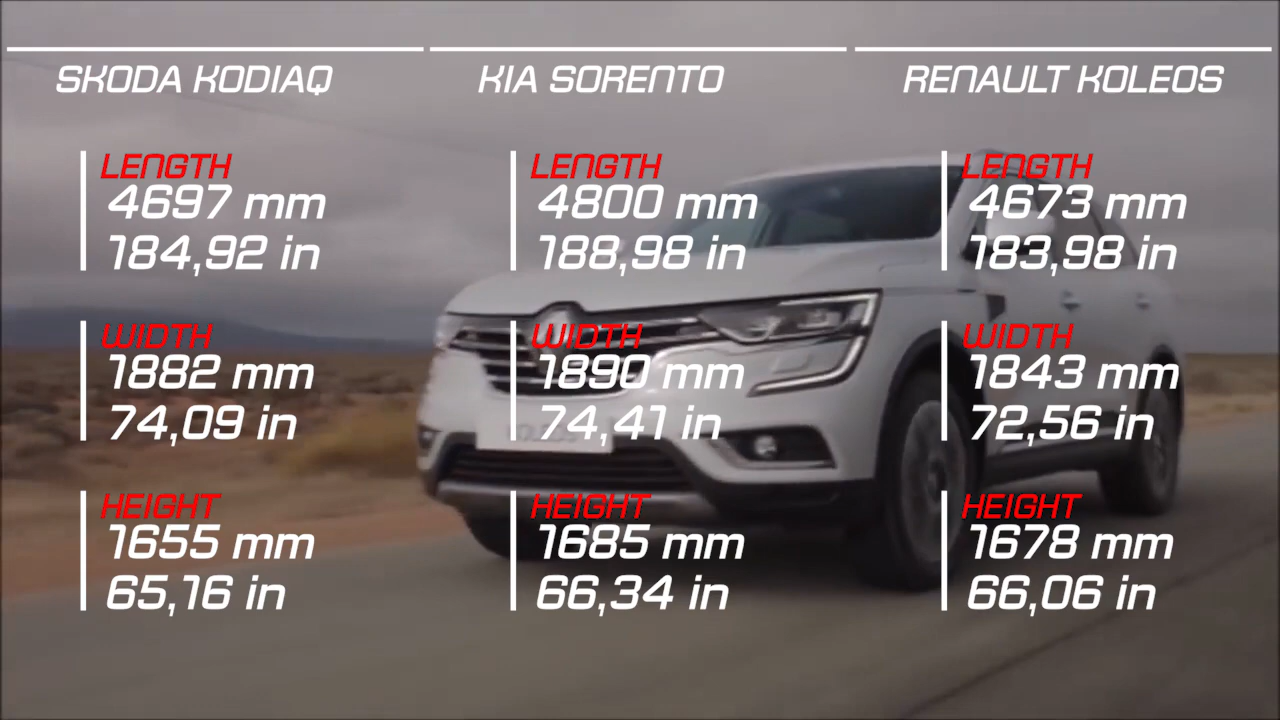 SKODA KODIAQ
LENGTH
4697 mm
184,92 in
WIDTH
1882 mm
74,09 in
HEIGHT
1655 mm
65,16 in
KIA SORENTO
LENGTH
4800 mm
188,98 in
WIDTH
1890 mm
74,41 in
HEIGHT
1685 mm
66,34 in
RENAULT KOLEOS
LENGTH
4673 mm
183,98 in
WIDTH
1843 mm
72,56 in
HEIGHT
1678 mm
66,06 in